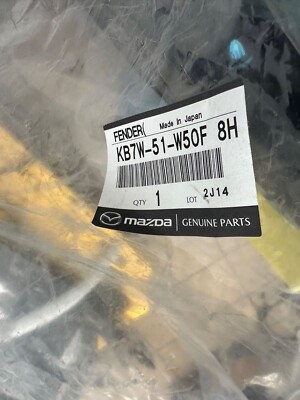 FENDER(
Made in Japan
KB7W-51-W50F 8H
QTY 1 LOT 2J14
mazda GENUINE PARTS